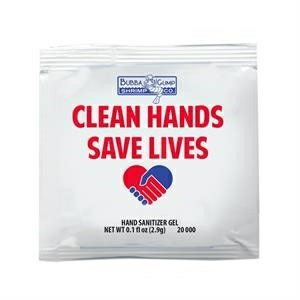 BUBBA GUMP
SHRIMP CO.
CLEAN HANDS
SAVE LIVES
HAND SANITIZER GEL
NET WT 0.1 fl oz (2.9g) 20 000